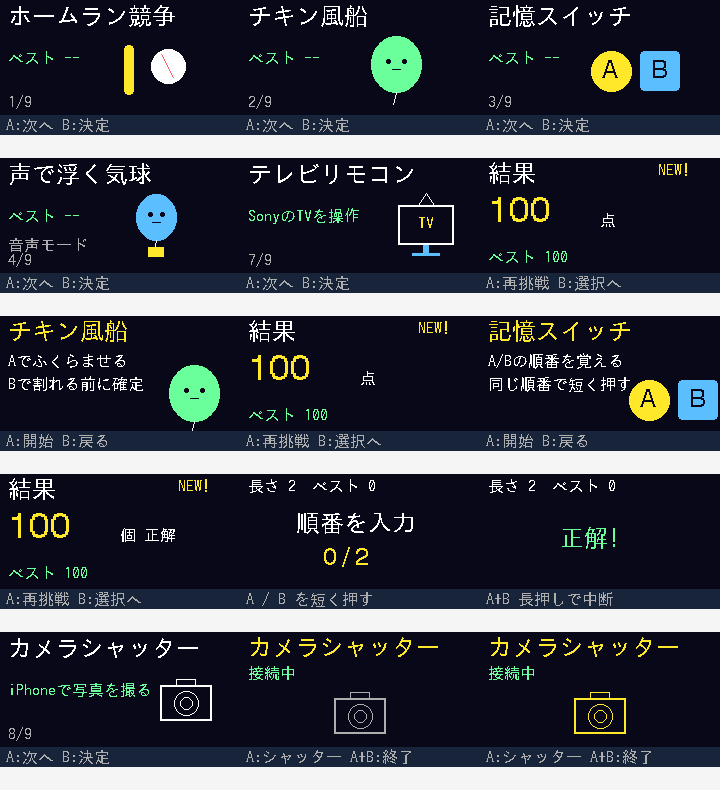 ホームラン競争
ベスト --
1/9
A:次へ B:決定
チキン風船
ベスト --
2/9
A:次へ B:決定
記憶スイッチ
ベスト --
A
B
3/9
A:次へ B:決定
声で浮く気球
ベスト --
音声モード
4/9
A:次へ B:決定
テレビリモコン
SonyのTVを操作
TV
7/9
A:次へ B:決定
結果
NEW!
100 点
ベスト 100
A:再挑戦 B:選択へ
チキン風船
Aでふくらませる
Bで割れる前に確定
A:開始 B:戻る
結果
NEW!
100 点
ベスト 100
A:再挑戦 B:選択へ
記憶スイッチ
A/Bの順番を覚える
同じ順番で短く押す
A
B
A:開始 B:戻る
結果
NEW!
100 個 正解
ベスト 100
A:再挑戦 B:選択へ
長さ 2 ベスト 0
順番を入力
0/2
A / B を短く押す
長さ 2 ベスト 0
正解!
A+B 長押しで中断
カメラシャッター
iPhoneで写真を撮る
8/9
A:次へ B:決定
カメラシャッター
接続中
A:シャッター A+B:終了
カメラシャッター
接続中
A:シャッター A+B:終了